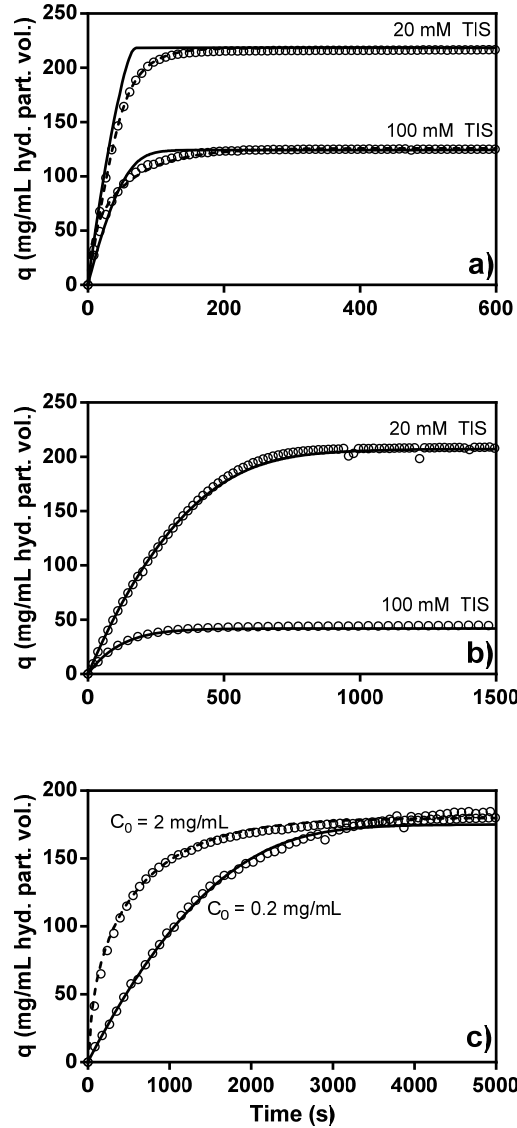 250
200
150
100
50
0
q (mg/mL hyd. part. vol.)
20 mM TIS
100 mM TIS
a)
0 200 400 600
250
200
150
100
50
0
q (mg/mL hyd. part. vol.)
20 mM TIS
100 mM TIS
b)
0 500 1000 1500
200
150
100
50
0
q (mg/mL hyd. part. vol.)
C0 = 2 mg/mL
C0 = 0.2 mg/mL
c)
0 1000 2000 3000 4000 5000
Time (s)